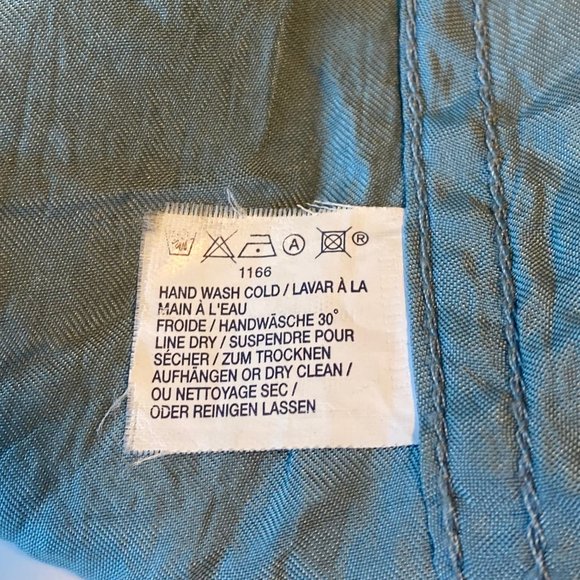 A ®
1166
HAND WASH COLD / LAVAR À LA
MAIN À L'EAU
FROIDE / HANDWÄSCHE 30°
LINE DRY / SUSPENDRE POUR
SÉCHER / ZUM TROCKNEN
AUFHÄNGEN OR DRY CLEAN /
OU NETTOYAGE SEC /
ODER REINIGEN LASSEN